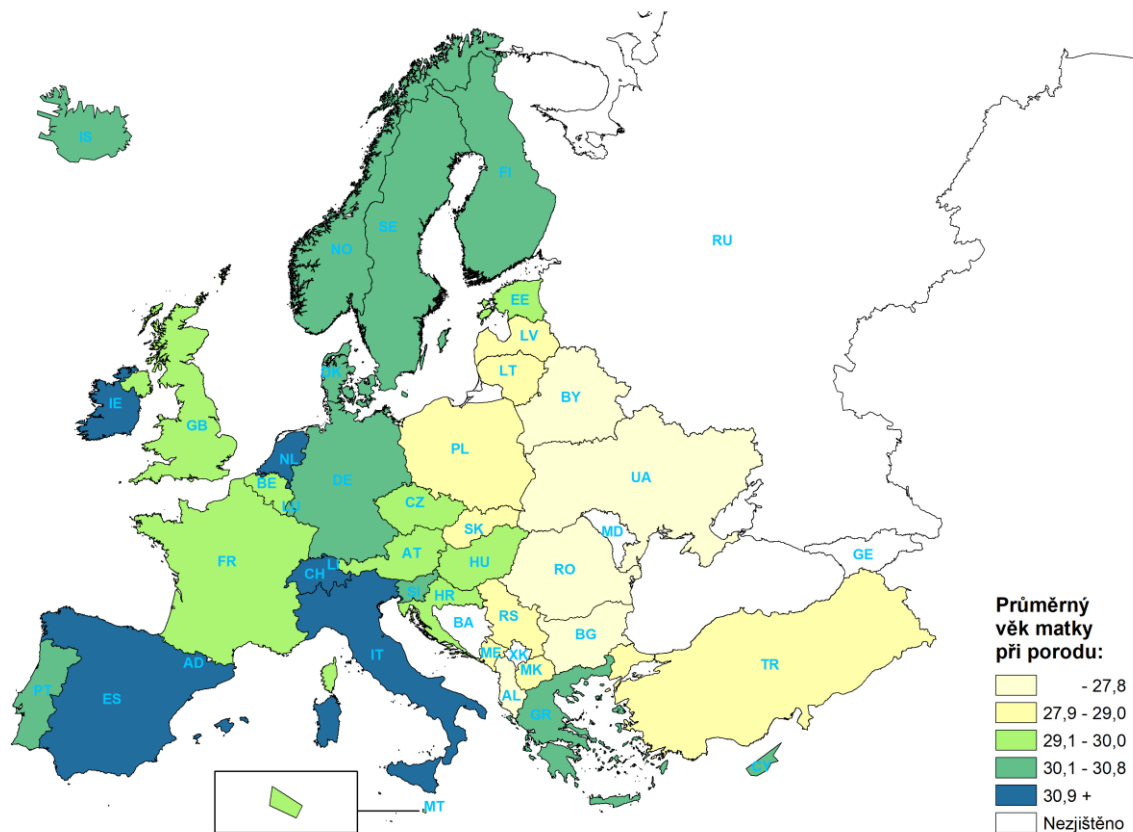 IS
FI
SE
NO
RU
EE
LV
DK
LT
BY
IE
GB
NL
PL
BE
DE
UA
LU
CZ
SK
MD
AT
HU
FR
GE
CH
LI
RO
SI
HR
RS
BA
BG
AD
IT
ME
XK
MK
TR
PT
ES
AL
GR
CY
MT
Průměrný
věk matky
při porodu:
- 27,8
27,9 - 29,0
29,1 - 30,0
30,1 - 30,8
30,9 +
Nezjištěno